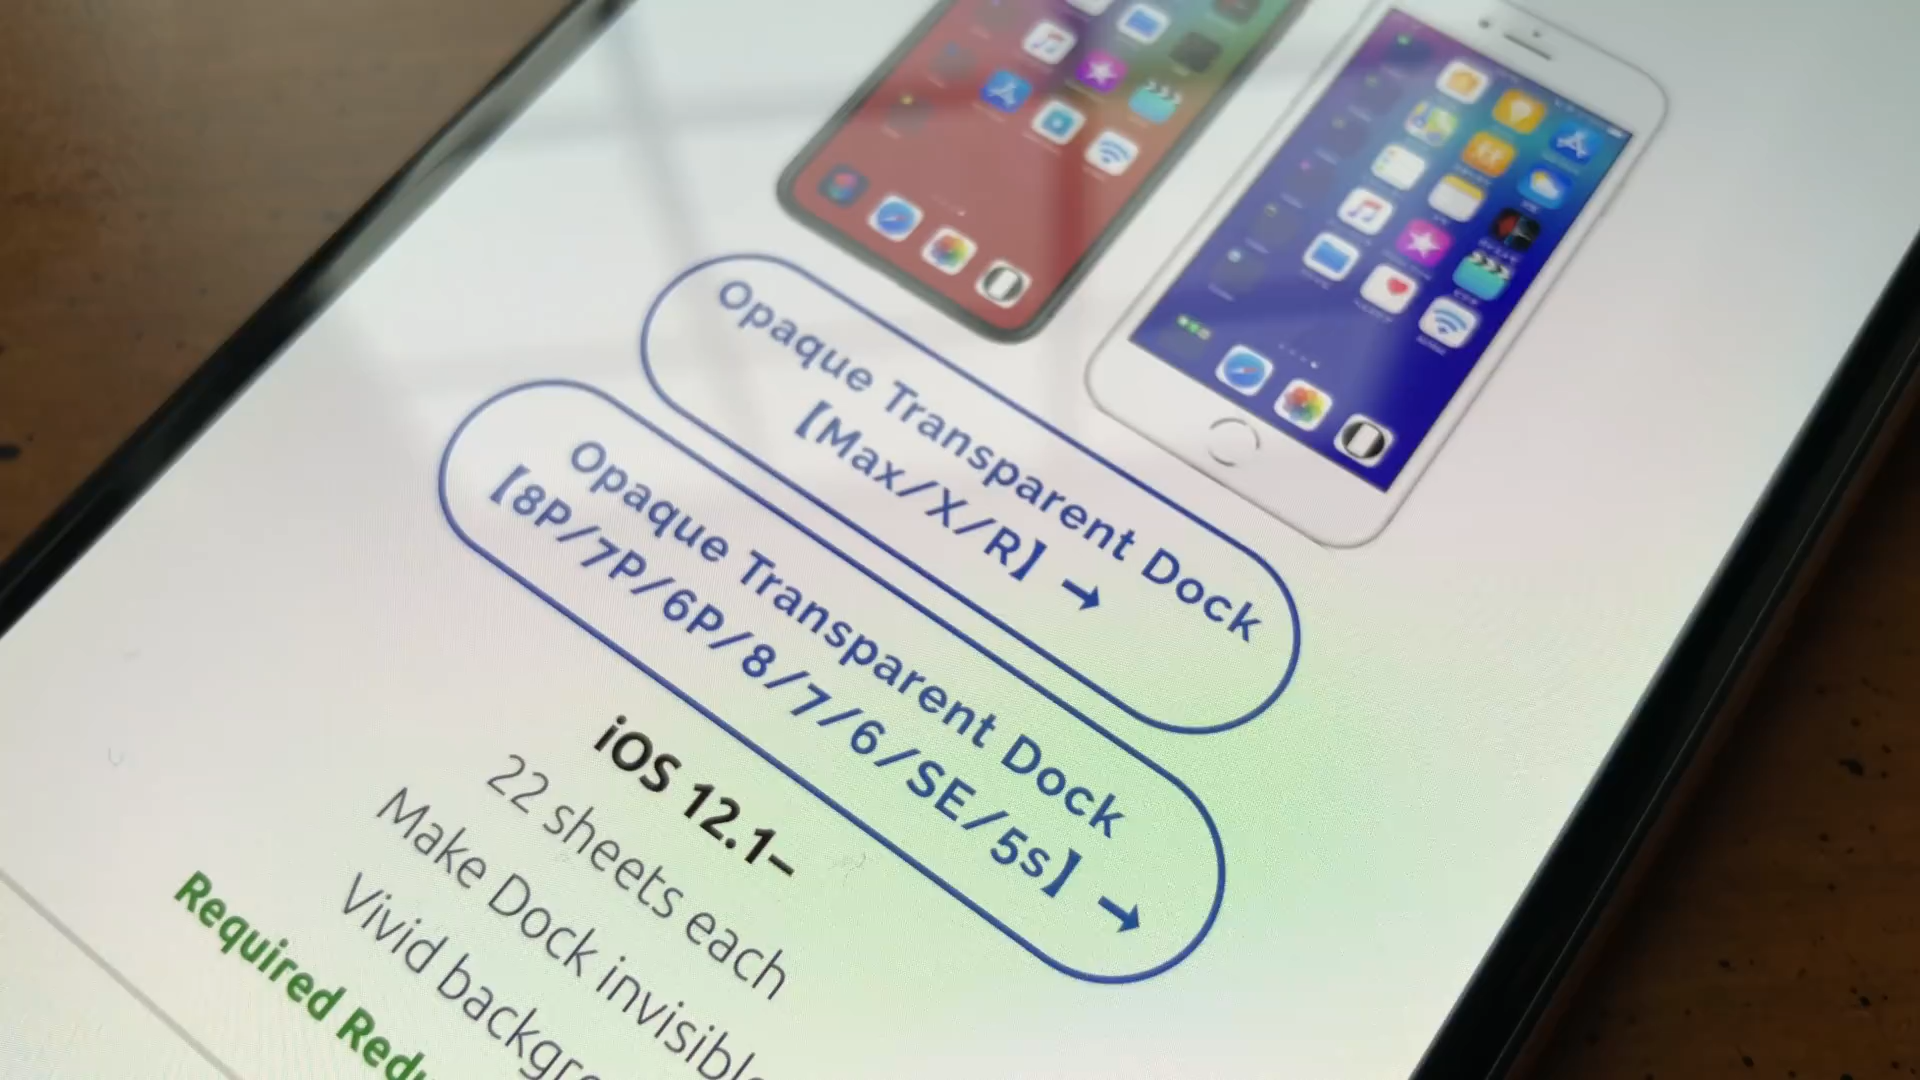 Opaque Transparent Dock
【Max/X/R】 →
Opaque Transparent Dock
【8P/7P/6P/8/7/6/SE/5s】 →
iOS 12.1–
22 sheets each
Make Dock invisible
Vivid backgr
Required Redu